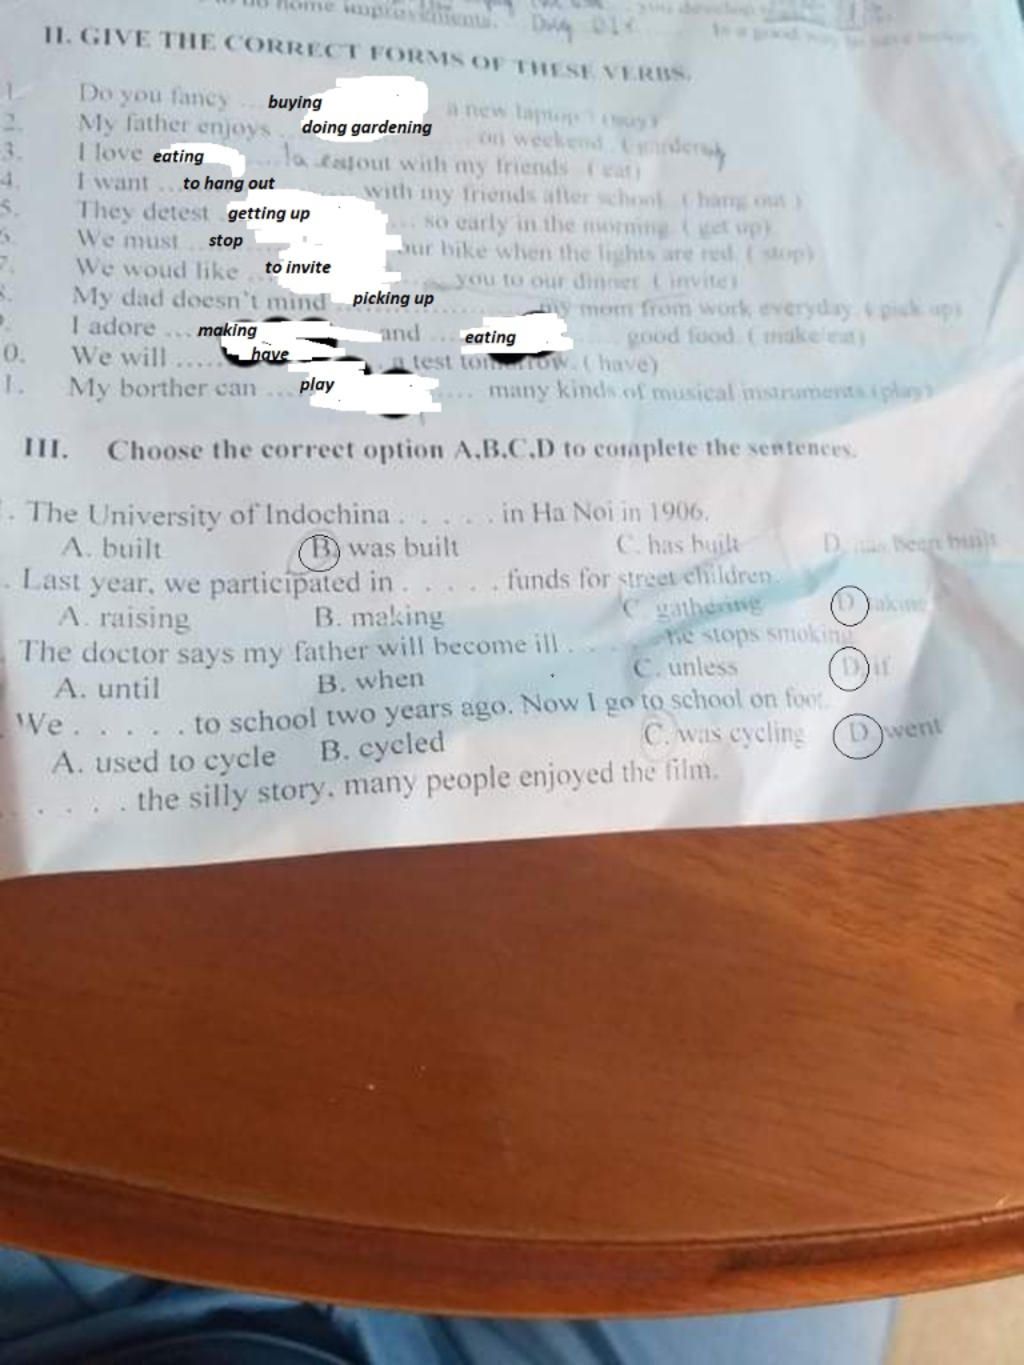 home improvements.
II. GIVE THE CORRECT FORMS OF THESE VERBS.
1. Do you fancy ... buying a new laptop? (buy)
2. My father enjoys ... doing gardening on weekend. (gardening)
3. I love eating ..... out with my friends. (eat)
4. I want ... to hang out ... with my friends after school. (hang out)
5. They detest getting up ... so early in the morning. (get up)
We must ... stop our bike when the lights are red. (stop)
7. We woud like ... to invite you to our dinner. (invite)
My dad doesn't mind picking up ........ my mom from work everyday. (pick up)
I adore ... making and ... eating good food. (make/eat)
0. We will ..... have a test tomorrow. (have)
1. My borther can ... play .... many kinds of musical instruments.(play)
III. Choose the correct option A,B,C,D to complete the sentences.
. The University of Indochina . . . . . in Ha Noi in 1906.
A. built B. was built C. has built D. has been built
. Last year, we participated in . . . . . funds for street children.
A. raising B. making C. gathering D. taking
The doctor says my father will become ill . . . he stops smoking
A. until B. when C. unless D. if
We . . . . . to school two years ago. Now I go to school on foot.
A. used to cycle B. cycled C. was cycling D. went
. . . . . the silly story, many people enjoyed the film.